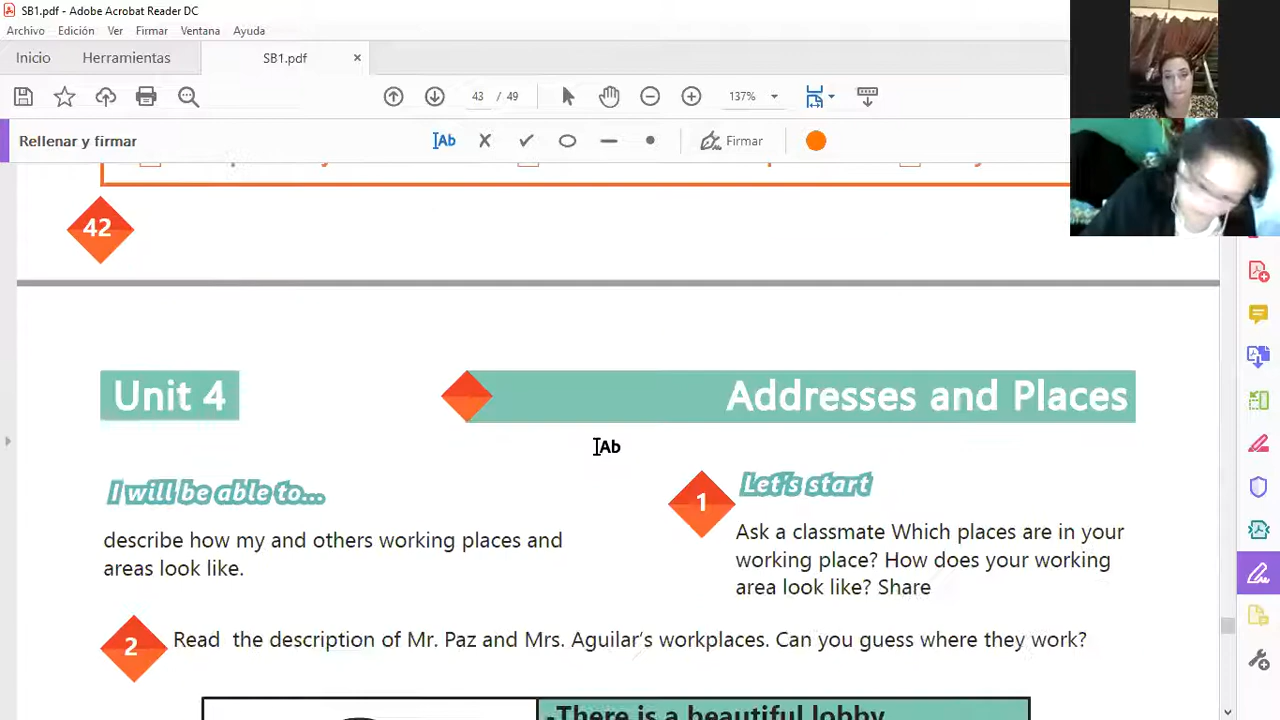 SB1.pdf - Adobe Acrobat Reader DC
Archivo Edición Ver Firmar Ventana Ayuda
Inicio Herramientas SB1.pdf ×
43 / 49 137%
Rellenar y firmar Ab Firmar
42
Unit 4 Addresses and Places
Ab
I will be able to...
describe how my and others working places and
areas look like.
1 Let's start
Ask a classmate Which places are in your
working place? How does your working
area look like? Share
2 Read the description of Mr. Paz and Mrs. Aguilar's workplaces. Can you guess where they work?
-There is a beautiful lobby